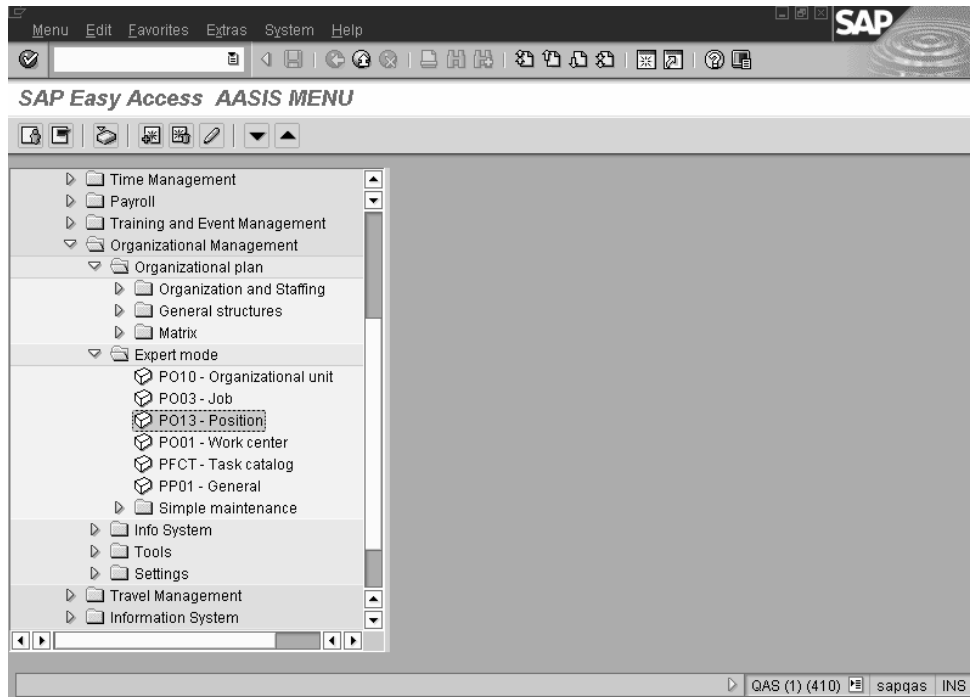 Menu Edit Favorites Extras System Help
SAP
SAP Easy Access AASIS MENU
Time Management
Payroll
Training and Event Management
Organizational Management
Organizational plan
Organization and Staffing
General structures
Matrix
Expert mode
PO10 - Organizational unit
PO03 - Job
PO13 - Position
PO01 - Work center
PFCT - Task catalog
PP01 - General
Simple maintenance
Info System
Tools
Settings
Travel Management
Information System
QAS (1) (410) sapqas INS